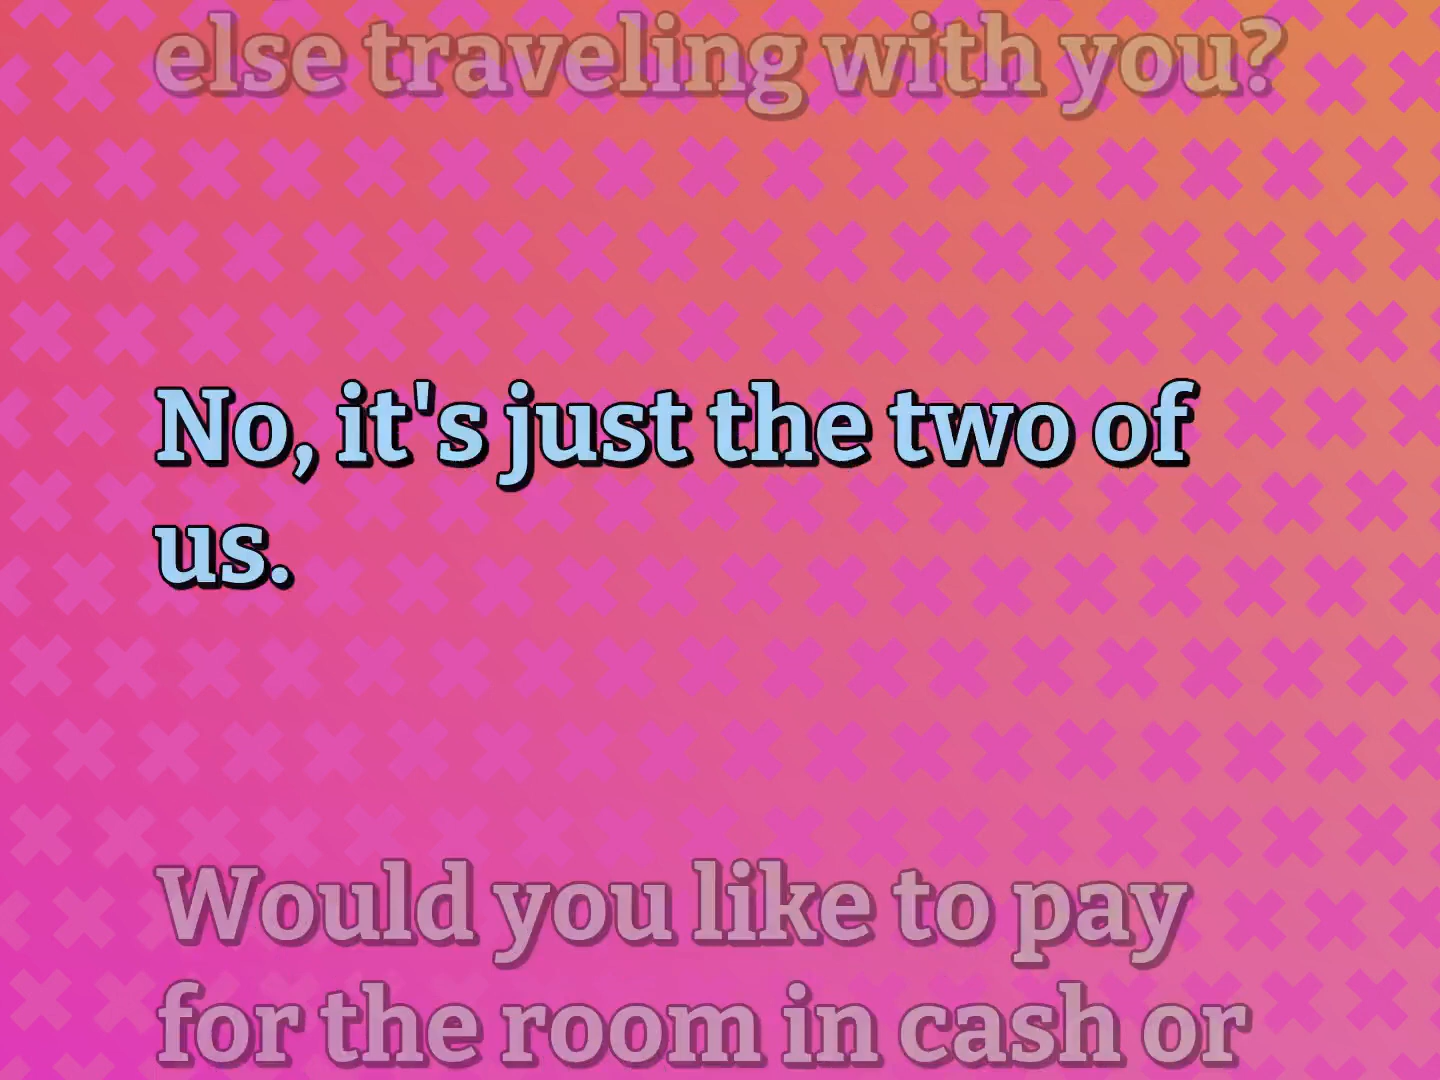 else traveling with you?
No, it's just the two of
us.
Would you like to pay
for the room in cash or